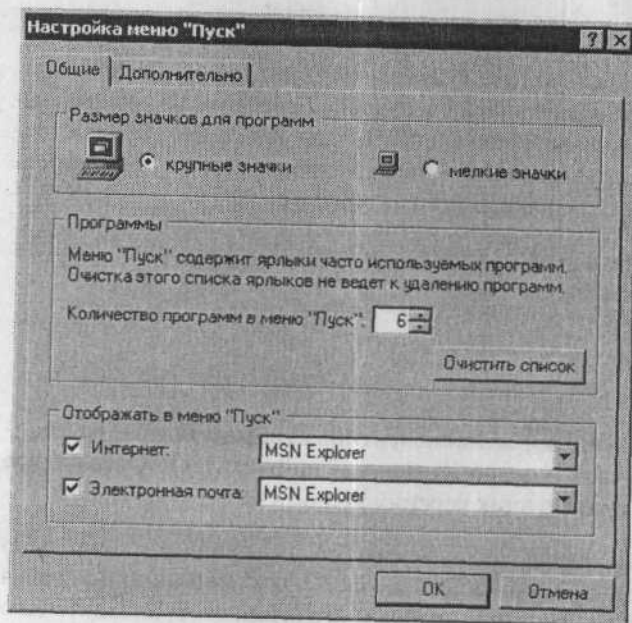 Настройка меню "Пуск"
Общие Дополнительно
Размер значков для программ
крупные значки мелкие значки
Программы
Меню "Пуск" содержит ярлыки часто используемых программ.
Очистка этого списка ярлыков не ведет к удалению программ.
Количество программ в меню "Пуск": 6
Очистить список
Отображать в меню "Пуск"
Интернет: MSN Explorer
Электронная почта: MSN Explorer
OK Отмена